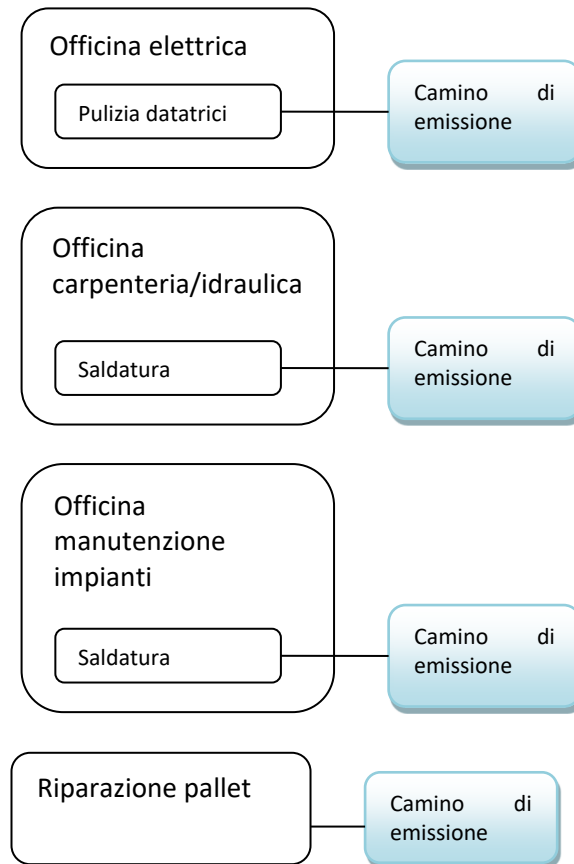 Officina elettrica
Pulizia datatrici
Camino di
emissione
Officina
carpenteria/idraulica
Saldatura
Camino di
emissione
Officina
manutenzione
impianti
Saldatura
Camino di
emissione
Riparazione pallet
Camino di
emissione